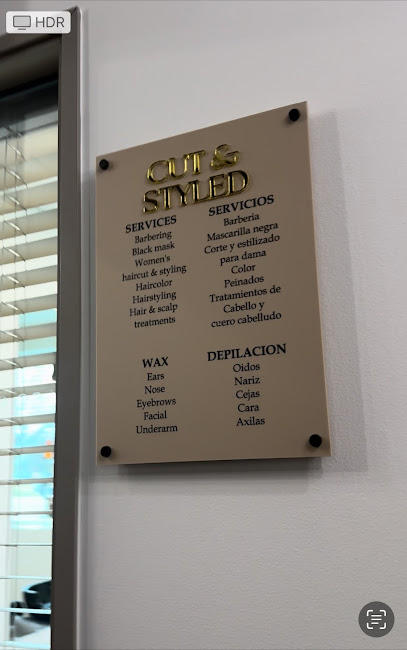 HDR
CUT &
STYLED
SERVICES
Barbering
Black mask
Women's
haircut & styling
Haircolor
Hairstyling
Hair & scalp
treatments
SERVICIOS
Barberia
Mascarilla negra
Corte y estilizado
para dama
Color
Peinados
Tratamientos de
Cabello y
cuero cabelludo
WAX
Ears
Nose
Eyebrows
Facial
Underarm
DEPILACION
Oidos
Nariz
Cejas
Cara
Axilas